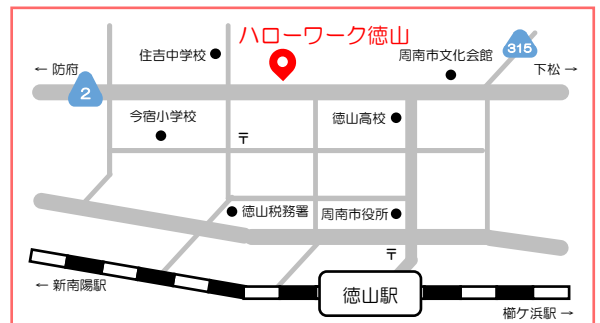 ハローワーク徳山
住吉中学校
周南市文化会館
315
← 防府
下松 →
2
今宿小学校
〒
徳山高校
徳山税務署
周南市役所
〒
← 新南陽駅
徳山駅
櫛ケ浜駅 →